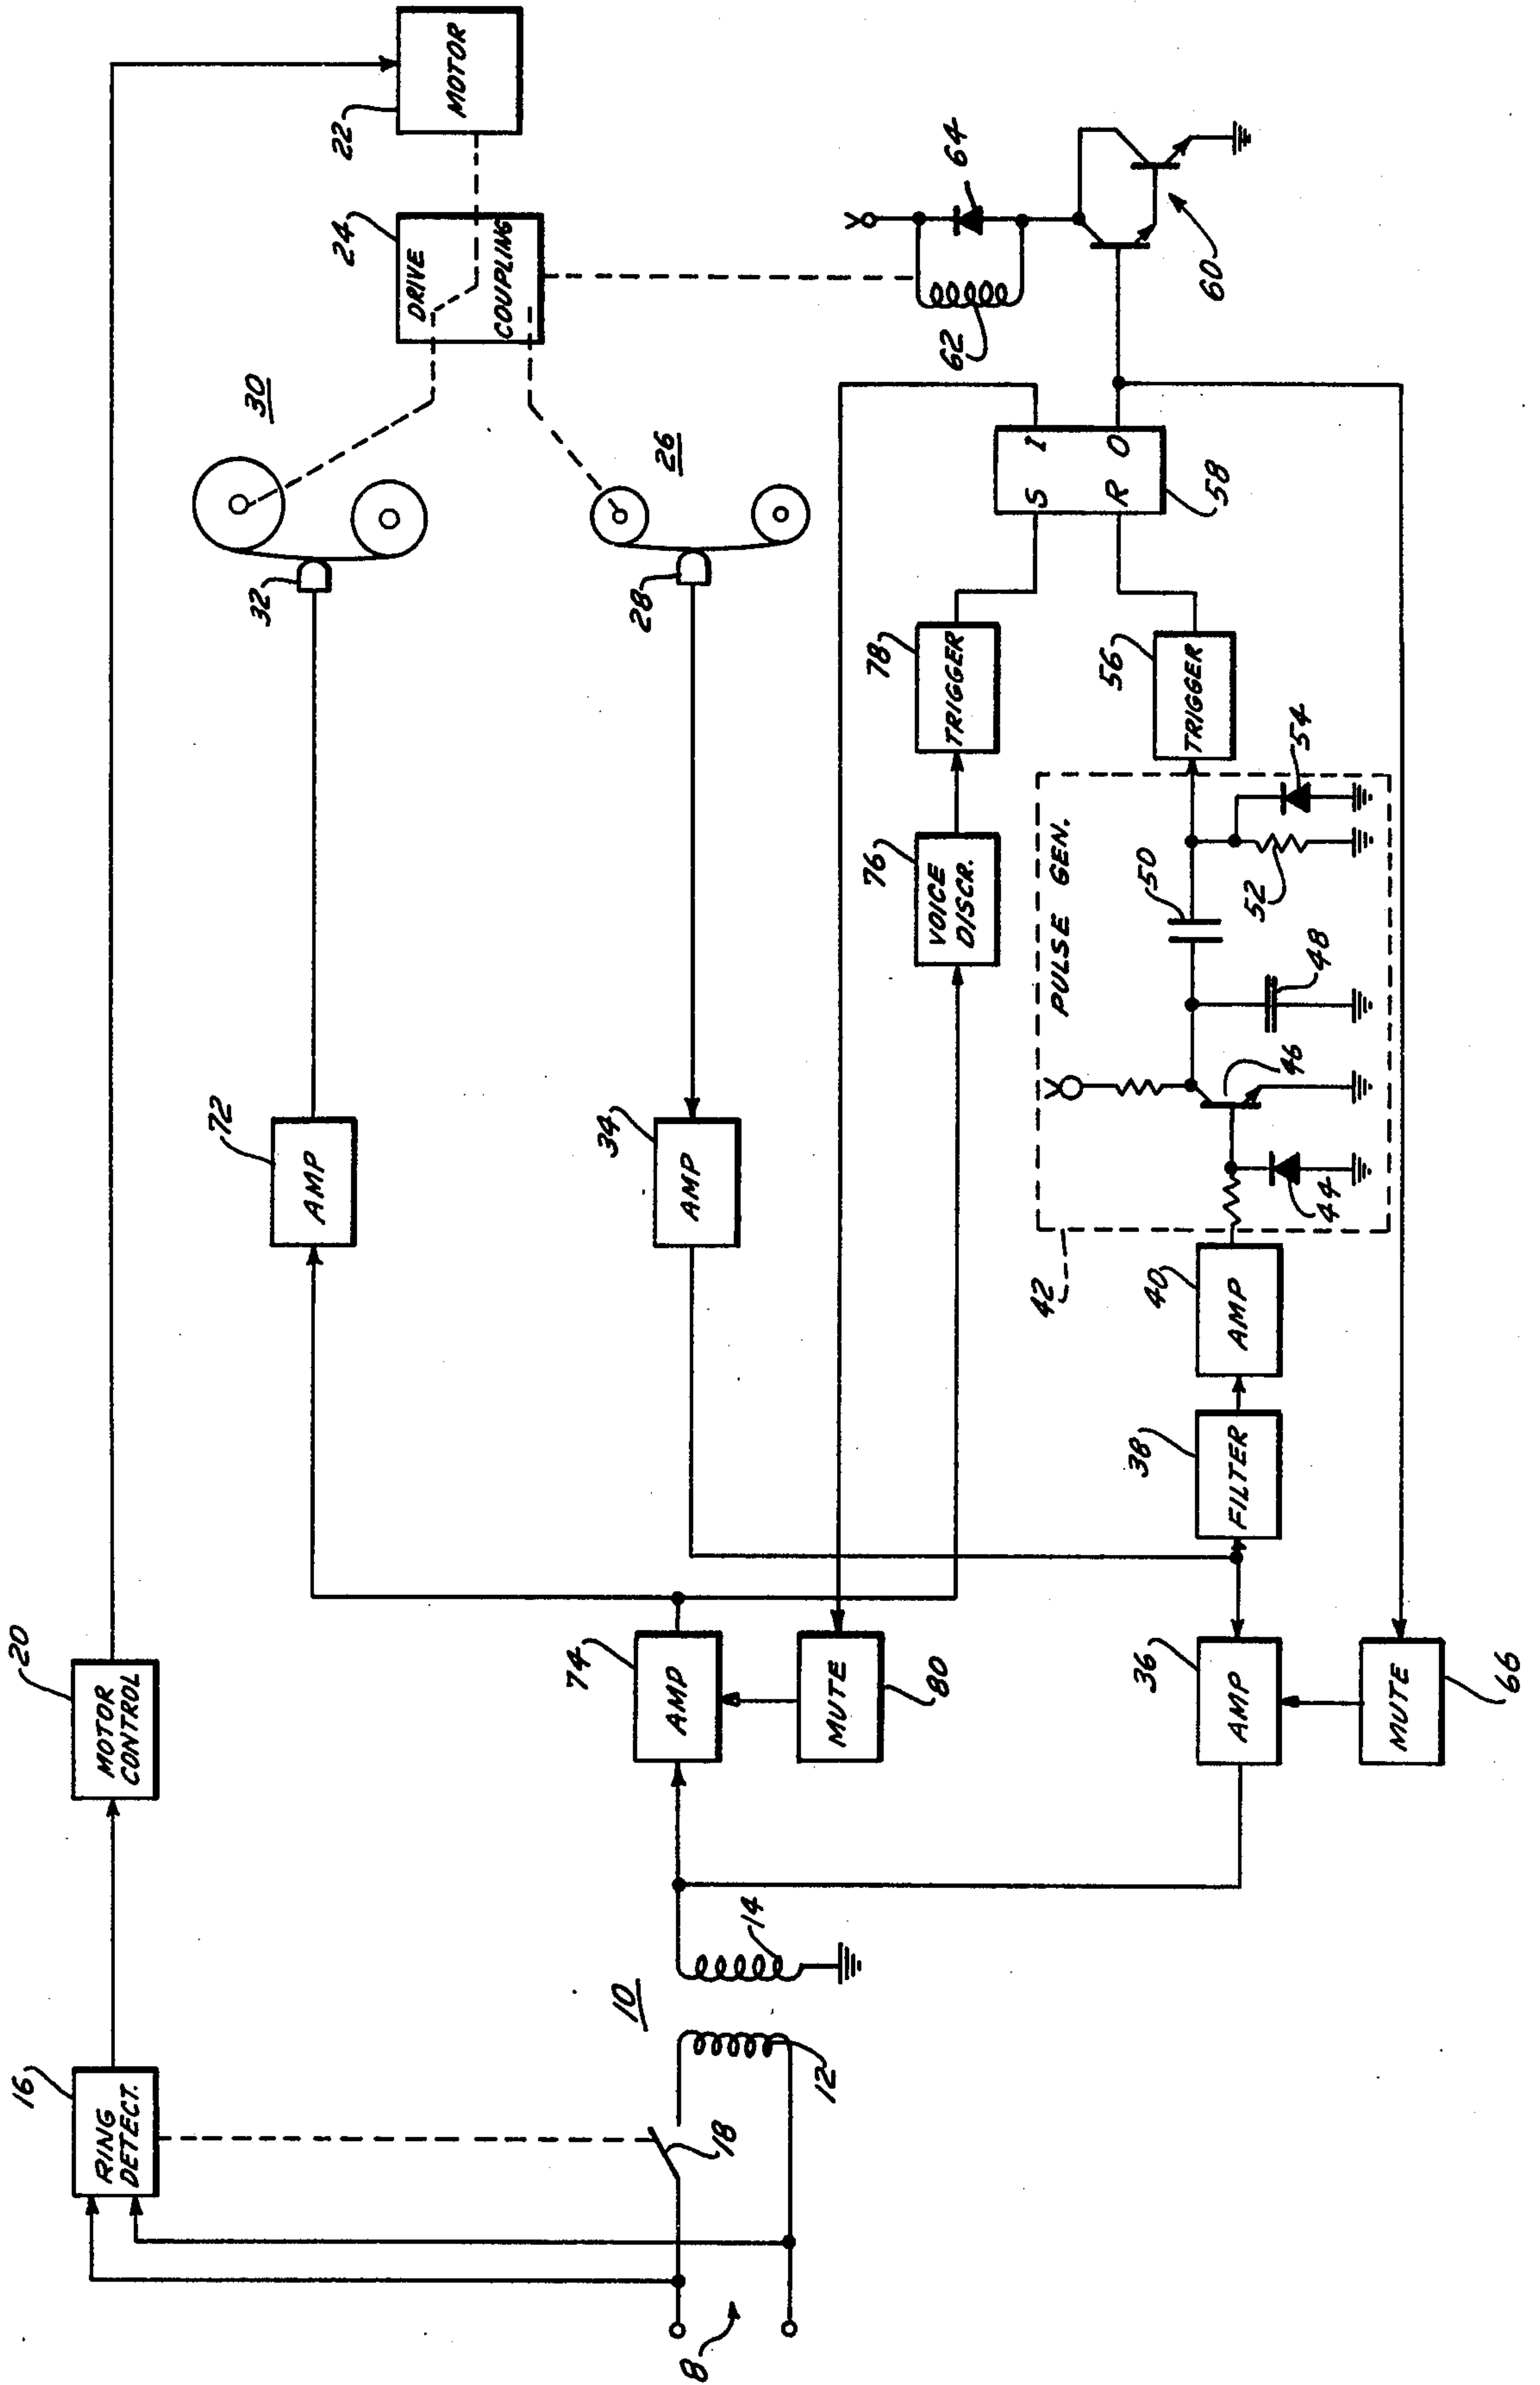 16
RING
DETECT.
20
MOTOR
CONTROL
22
MOTOR
24
DRIVE
COUPLING
30
32
26
28
72
AMP
34
AMP
8
18
10
12
14
74
AMP
MUTE
80
76
VOICE
DISCR.
78
TRIGGER
S I
R O
58
62
V
64
60
36
AMP
MUTE
66
38
FILTER
40
AMP
42
PULSE GEN.
V
44
46
48
50
52
54
56
TRIGGER